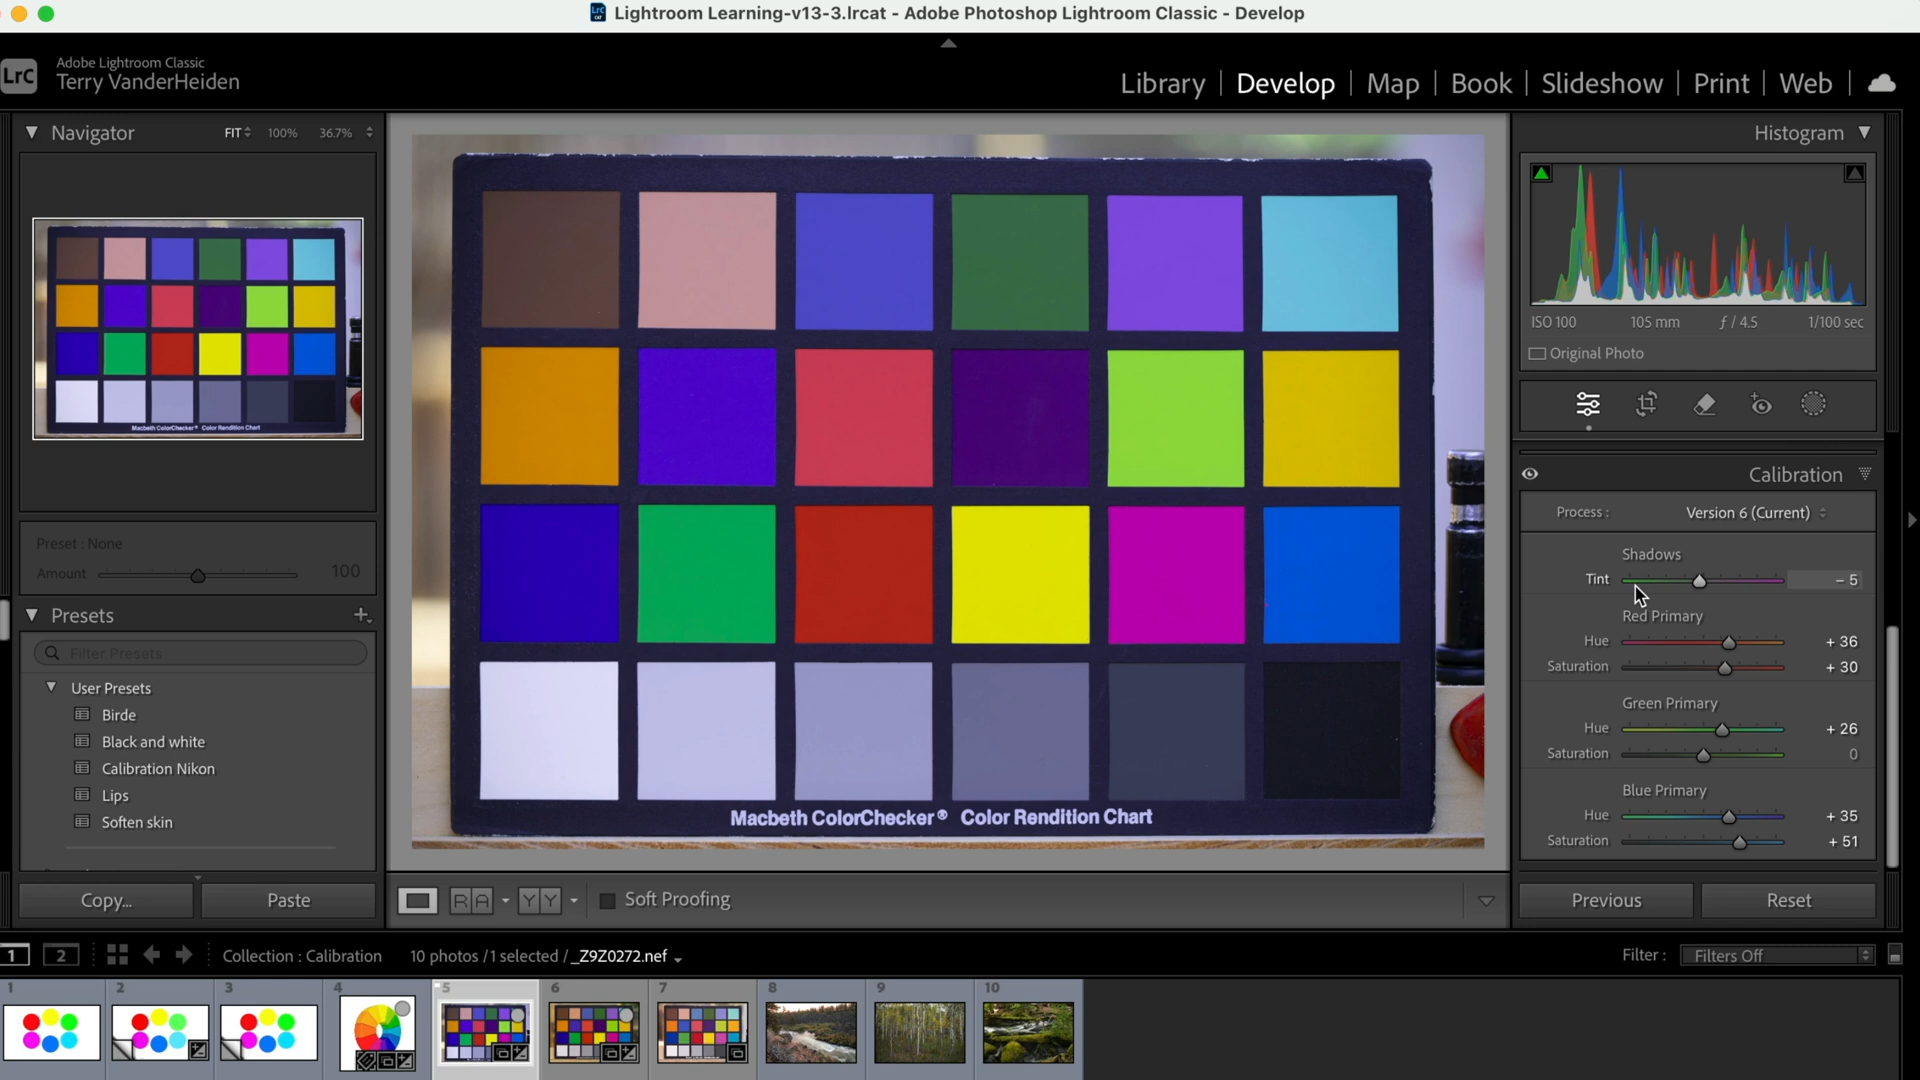 Lightroom Learning-v13-3.lrcat - Adobe Photoshop Lightroom Classic - Develop
LrC
Adobe Lightroom Classic
Terry VanderHeiden
Library | Develop | Map | Book | Slideshow | Print | Web
Navigator
FIT
100%
36.7%
Histogram
ISO 100
105 mm
ƒ / 4.5
1/100 sec
Original Photo
Calibration
Process :
Version 6 (Current)
Shadows
Tint
– 5
Red Primary
Hue
+ 36
Saturation
+ 30
Green Primary
Hue
+ 26
Saturation
0
Blue Primary
Hue
+ 35
Saturation
+ 51
Previous
Reset
Preset : None
Amount
100
Presets
Filter Presets
User Presets
Birde
Black and white
Calibration Nikon
Lips
Soften skin
Copy...
Paste
Macbeth ColorChecker® Color Rendition Chart
Macbeth ColorChecker® Color Rendition Chart
R A
Y Y
Soft Proofing
1
2
Collection : Calibration
10 photos / 1 selected / _Z9Z0272.nef
Filter :
Filters Off
1
2
3
4
5
6
7
8
9
10